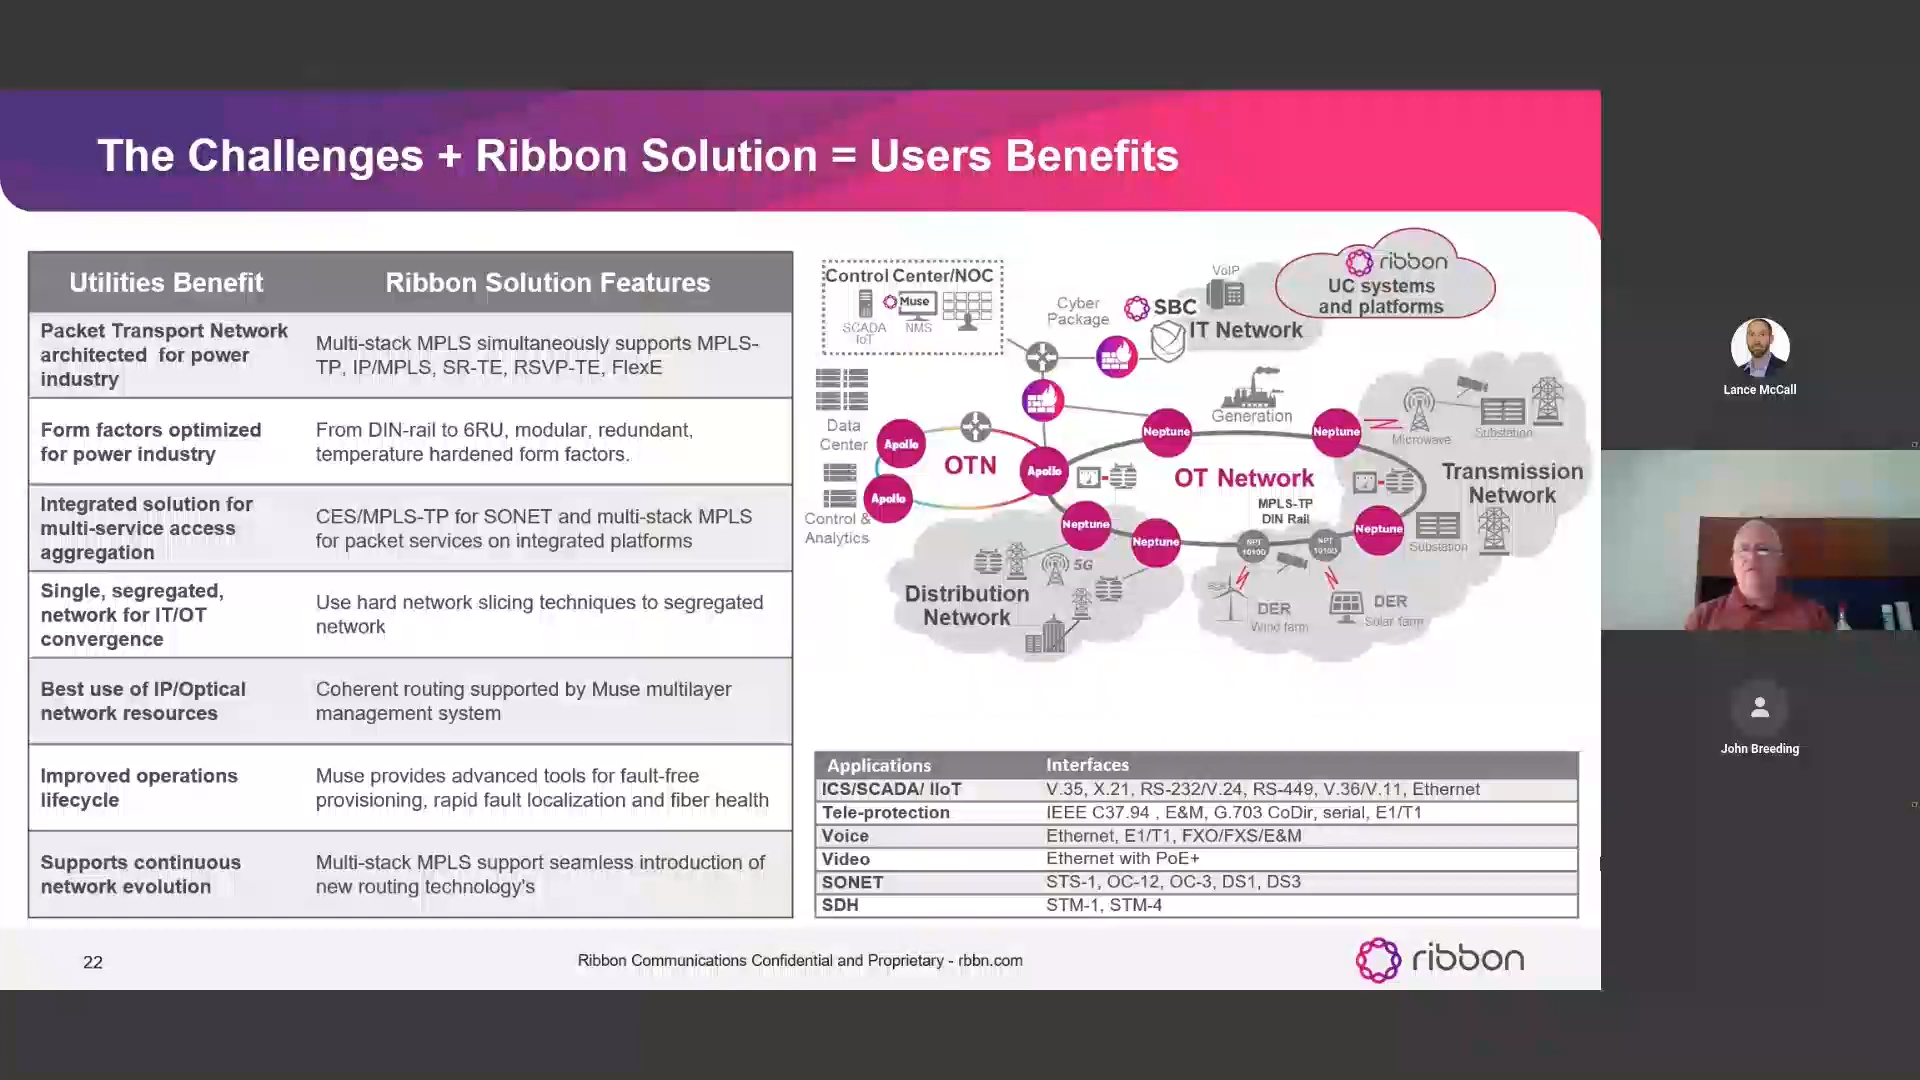 The Challenges + Ribbon Solution = Users Benefits
Utilities Benefit
Ribbon Solution Features
Packet Transport Network
architected for power
industry
Multi-stack MPLS simultaneously supports MPLS-
TP, IP/MPLS, SR-TE, RSVP-TE, FlexE
Form factors optimized
for power industry
From DIN-rail to 6RU, modular, redundant,
temperature hardened form factors.
Integrated solution for
multi-service access
aggregation
CES/MPLS-TP for SONET and multi-stack MPLS
for packet services on integrated platforms
Single, segregated,
network for IT/OT
convergence
Use hard network slicing techniques to segregated
network
Best use of IP/Optical
network resources
Coherent routing supported by Muse multilayer
management system
Improved operations
lifecycle
Muse provides advanced tools for fault-free
provisioning, rapid fault localization and fiber health
Supports continuous
network evolution
Multi-stack MPLS support seamless introduction of
new routing technology's
Control Center/NOC
Muse
SCADA
IoT
NMS
Cyber
Package
SBC
VoIP
IT Network
ribbon
UC systems
and platforms
Data
Center
Control &
Analytics
Apollo
Apollo
Apollo
OTN
Neptune
Generation
Neptune
OT Network
MPLS-TP
DIN Rail
Neptune
Neptune
Neptune
NPT
1010D
NPT
1010D
Microwave
Substation
Transmission
Network
Substation
5G
Distribution
Network
DER
Wind farm
DER
Solar farm
Applications
Interfaces
ICS/SCADA/ IIoT
V.35, X.21, RS-232/V.24, RS-449, V.36/V.11, Ethernet
Tele-protection
IEEE C37.94 , E&M, G.703 CoDir, serial, E1/T1
Voice
Ethernet, E1/T1, FXO/FXS/E&M
Video
Ethernet with PoE+
SONET
STS-1, OC-12, OC-3, DS1, DS3
SDH
STM-1, STM-4
22
Ribbon Communications Confidential and Proprietary - rbbn.com
ribbon
Lance McCall
John Breeding